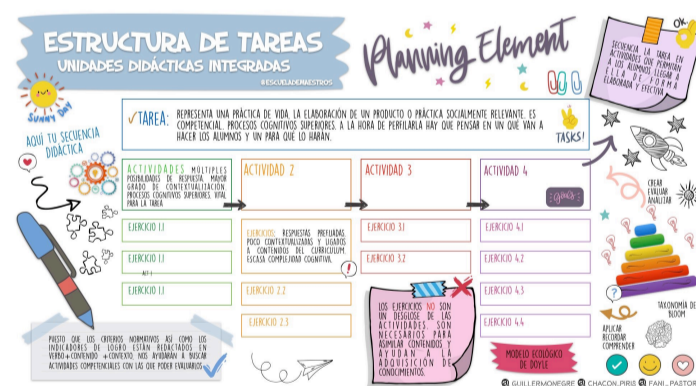 ESTRUCTURA DE TAREAS
UNIDADES DIDÁCTICAS INTEGRADAS
@ESCUELADEMAESTROS
Planning Element
OK.
SECUENCIA LA TAREA EN
ACTIVIDADES QUE PERMITAN
A LOS ALUMNOS LLEGAR A
ELLA DE FORMA
ELABORADA Y EFECTIVA
SUNNY DAY
AQUÍ TU SECUENCIA
DIDÁCTICA
✓TAREA: REPRESENTA UNA PRÁCTICA DE VIDA, LA ELABORACIÓN DE UN PRODUCTO O PRÁCTICA SOCIALMENTE RELEVANTE. ES
COMPETENCIAL. PROCESOS COGNITIVOS SUPERIORES. A LA HORA DE PERFILARLA HAY QUE PENSAR EN UN QUÉ VAN A
HACER LOS ALUMNOS Y UN PARA QUÉ LO HARÁN.
TASKS!
ACTIVIDADES MÚLTIPLES
POSIBILIDADES DE RESPUESTA. MAYOR
GRADO DE CONTEXTUALIZACIÓN.
PROCESOS COGNITIVOS SUPERIORES. VITAL
PARA LA TAREA
ACTIVIDAD 2
ACTIVIDAD 3
ACTIVIDAD 4
goals
CREAR
EVALUAR
ANALIZAR
EJERCICIO 1.1
EJERCICIO 1.1
EJERCICIO 1.1
EJERCICIOS: RESPUESTAS PREFIJADAS.
POCO CONTEXTUALIZADAS Y LIGADOS
A CONTENIDOS DEL CURRÍCULUM.
ESCASA COMPLEJIDAD COGNITIVA.
!
EJERCICIO 2.2
EJERCICIO 2.3
EJERCICIO 3.1
EJERCICIO 3.2
EJERCICIO 4.1
EJERCICIO 4.2
EJERCICIO 4.3
EJERCICIO 4.4
LOS EJERCICIOS NO SON
UN DESGLOSE DE LAS
ACTIVIDADES. SON
NECESARIOS PARA
ASIMILAR CONTENIDOS Y
AYUDAN A LA
ADQUISICIÓN DE
CONOCIMIENTOS.
?
TAXONOMÍA DE
BLOOM
APLICAR
RECORDAR
COMPRENDER
MODELO ECOLÓGICO
DE DOYLE
PUESTO QUE LOS CRITERIOS NORMATIVOS ASÍ COMO LOS
INDICADORES DE LOGRO ESTÁN REDACTADOS EN
VERBO+CONTENIDO +CONTEXTO, NOS AYUDARÁN A BUSCAR
ACTIVIDADES COMPETENCIALES CON LAS QUE PODER EVALUARLOS
@ GUILLERMONEGRE @ CHACON_PIRIS @ FANI_PASTOR